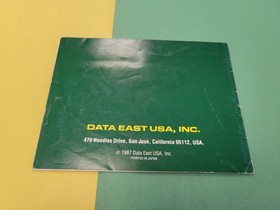 DATA EAST USA, INC.
470 Needles Drive, San Jose, California 95112, USA.
© 1987 Data East USA, Inc.
PRINTED IN JAPAN